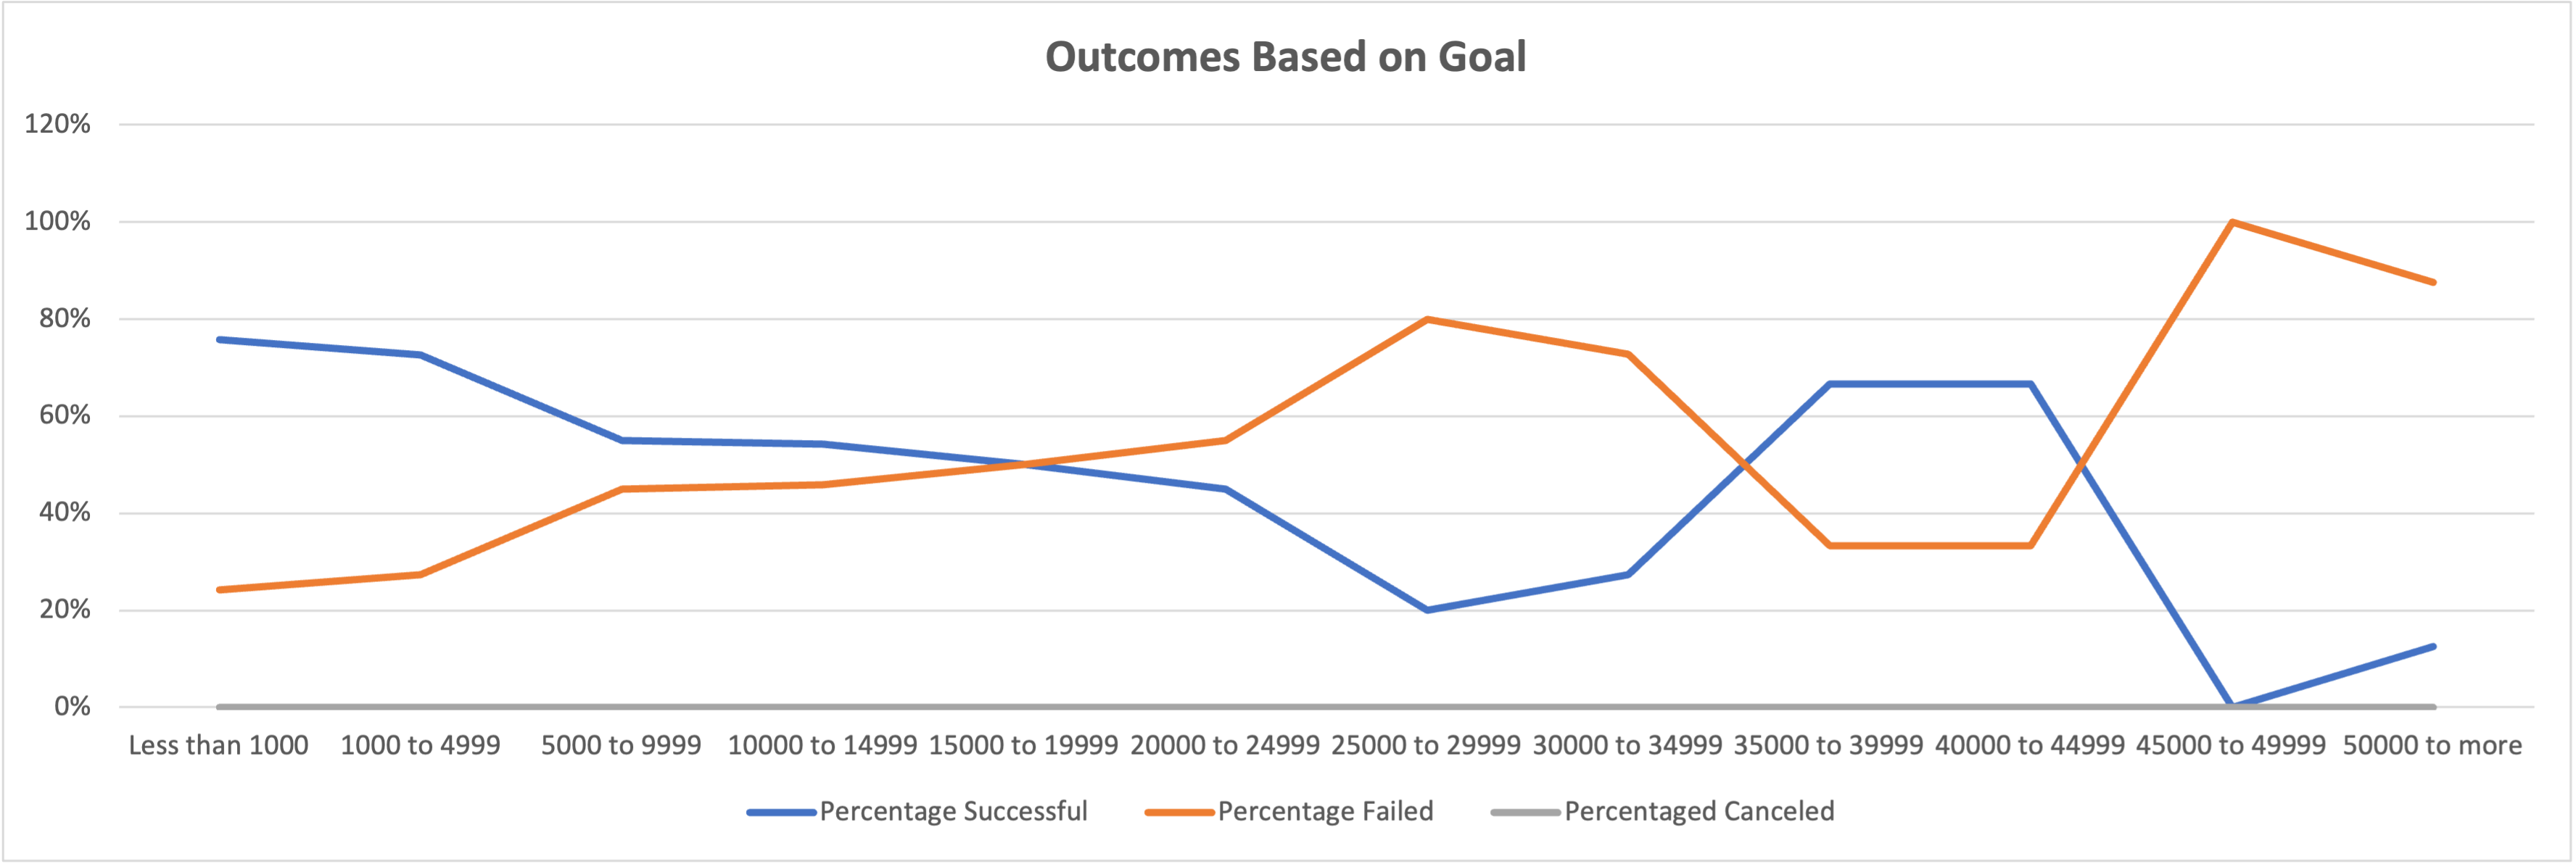 Outcomes Based on Goal
120%
100%
80%
60%
40%
20%
0%
Less than 1000 1000 to 4999 5000 to 9999 10000 to 14999 15000 to 19999 20000 to 24999 25000 to 29999 30000 to 34999 35000 to 39999 40000 to 44999 45000 to 49999 50000 to more
Percentage Successful Percentage Failed Percentaged Canceled